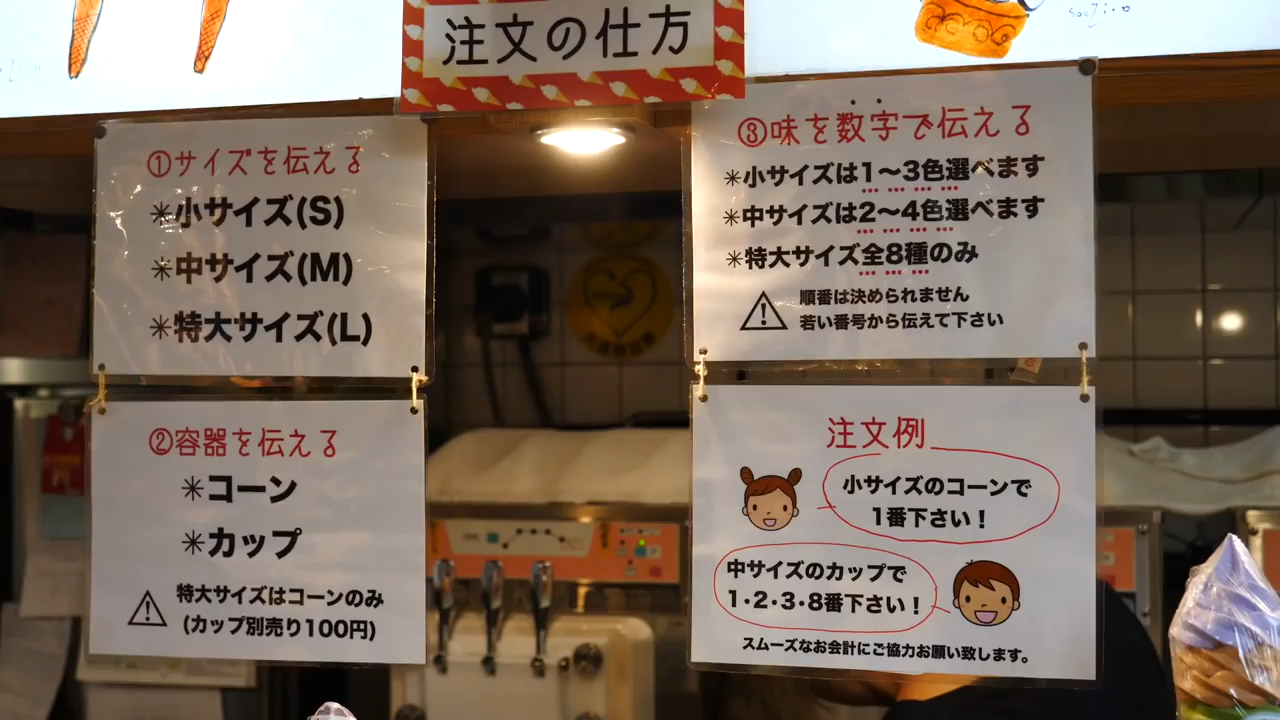 注文の仕方
①サイズを伝える
✳小サイズ(S)
✳中サイズ(M)
✳特大サイズ(L)
②容器を伝える
✳コーン
✳カップ
特大サイズはコーンのみ
(カップ別売り100円)
③味を数字で伝える
✳小サイズは1〜3色選べます
✳中サイズは2〜4色選べます
✳特大サイズ全8種のみ
順番は決められません
若い番号から伝えて下さい
注文例
小サイズのコーンで
1番下さい！
中サイズのカップで
1・2・3・8番下さい！
スムーズなお会計にご協力お願い致します。